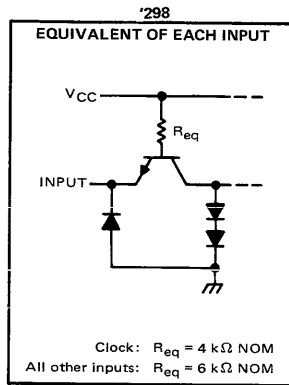 '298
EQUIVALENT OF EACH INPUT
VCC
Req
INPUT
Clock: Req = 4 kΩ NOM
All other inputs: Req = 6 kΩ NOM